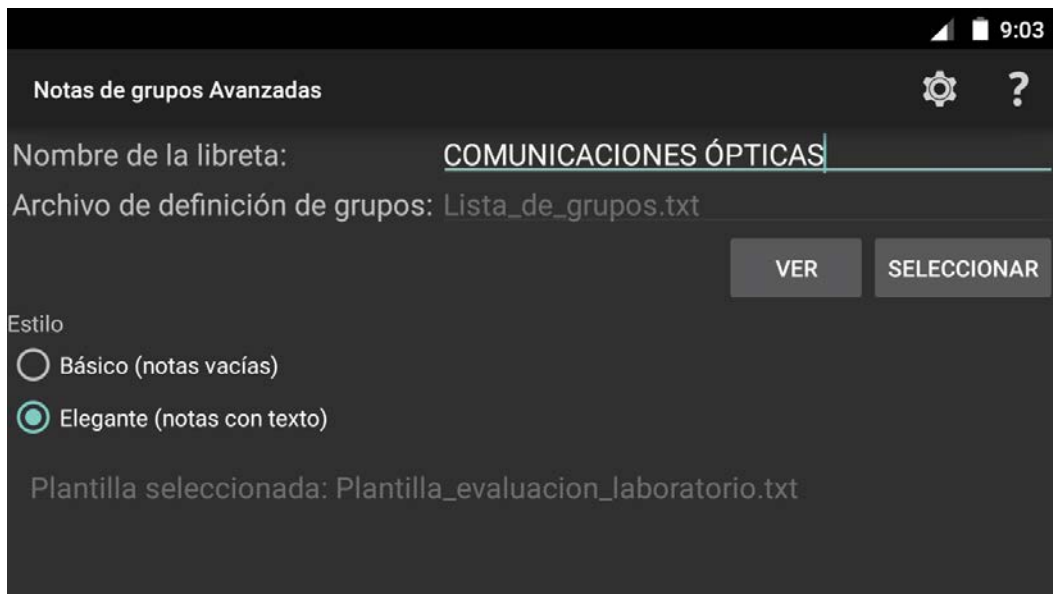 9:03
Notas de grupos Avanzadas ?
Nombre de la libreta: COMUNICACIONES ÓPTICAS
Archivo de definición de grupos: Lista_de_grupos.txt
VER SELECCIONAR
Estilo
Básico (notas vacías)
Elegante (notas con texto)
Plantilla seleccionada: Plantilla_evaluacion_laboratorio.txt